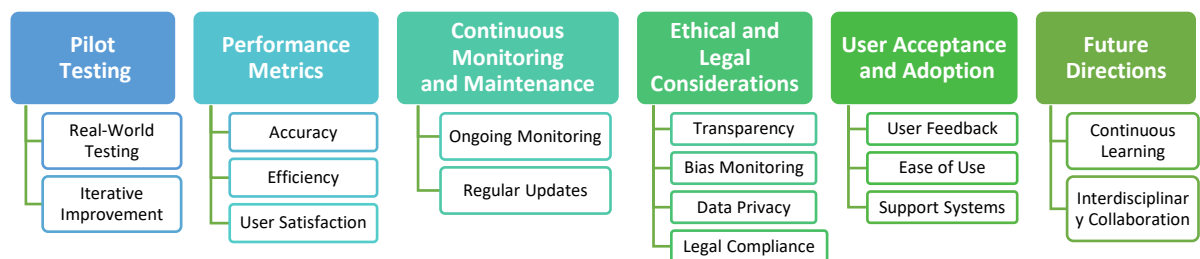 Pilot
Testing
Real-World
Testing
Iterative
Improvement
Performance
Metrics
Accuracy
Efficiency
User Satisfaction
Continuous
Monitoring
and Maintenance
Ongoing Monitoring
Regular Updates
Ethical and
Legal
Considerations
Transparency
Bias Monitoring
Data Privacy
Legal Compliance
User Acceptance
and Adoption
User Feedback
Ease of Use
Support Systems
Future
Directions
Continuous
Learning
Interdisciplinar
y Collaboration